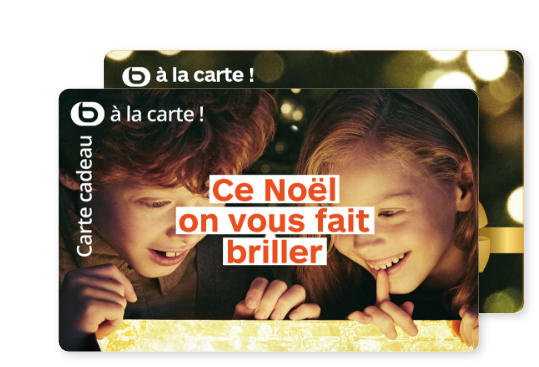 à la carte !
b à la carte !
Carte cadeau
Ce Noël
on vous fait
briller